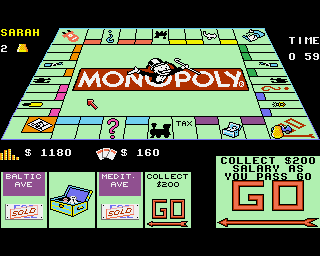 SARAH
2
TIME
0 59
MONOPOLY
?
TAX
?
$ 1180
$ 160
BALTIC
AVE
SOLD
MEDIT.
AVE
SOLD
COLLECT
$200
GO
COLLECT $200
SALARY AS
YOU PASS GO
GO